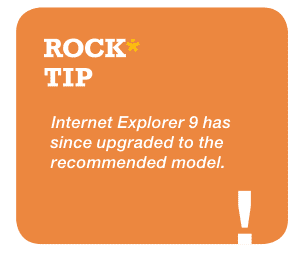 ROCK*
TIP
Internet Explorer 9 has
since upgraded to the
recommended model.
!